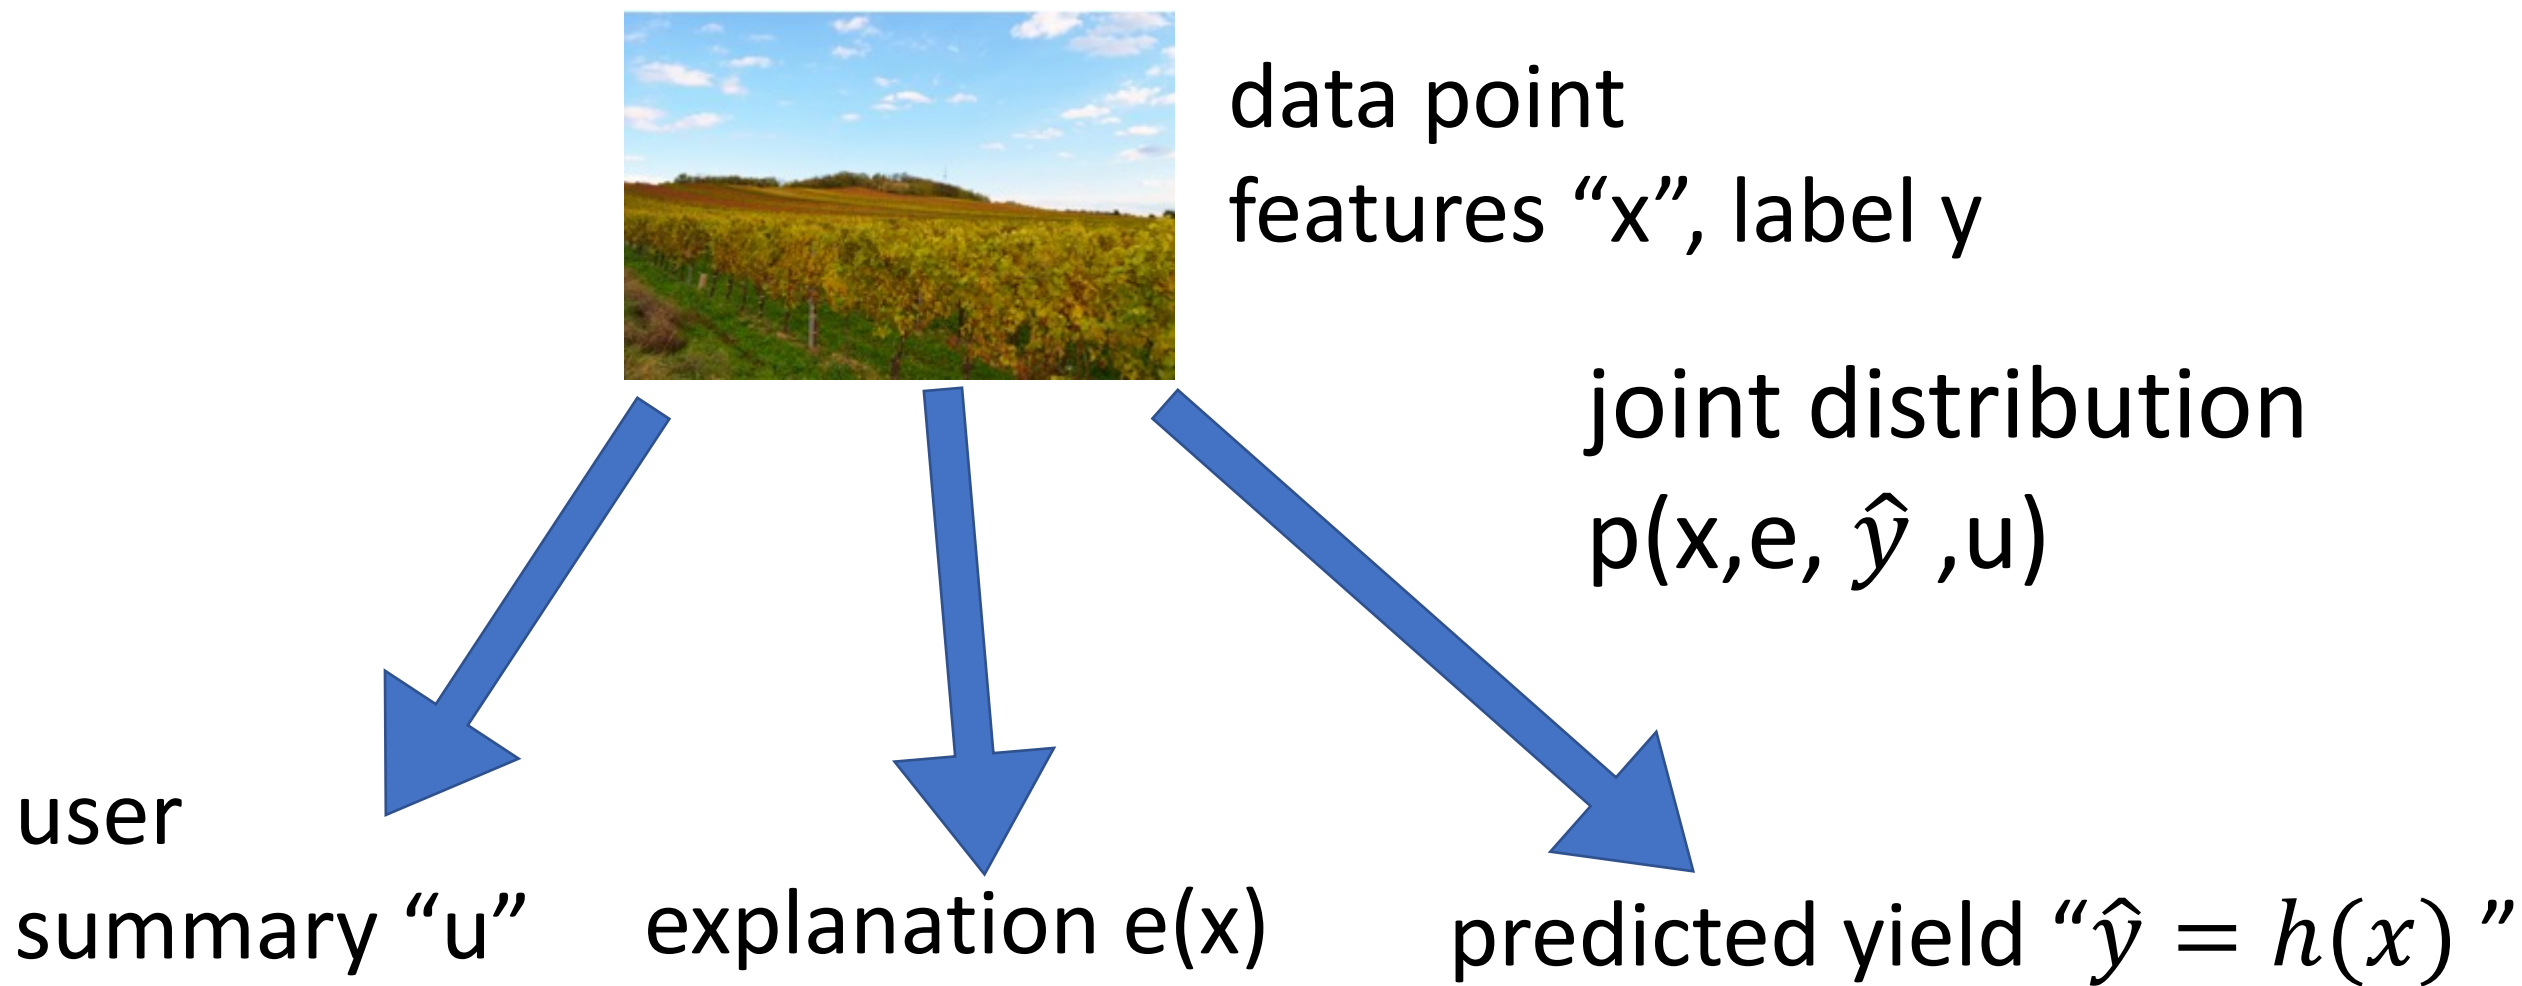 data point
features “x”, label y
joint distribution
p(x,e, ŷ ,u)
user
summary “u”
explanation e(x)
predicted yield “ŷ = h(x) ”